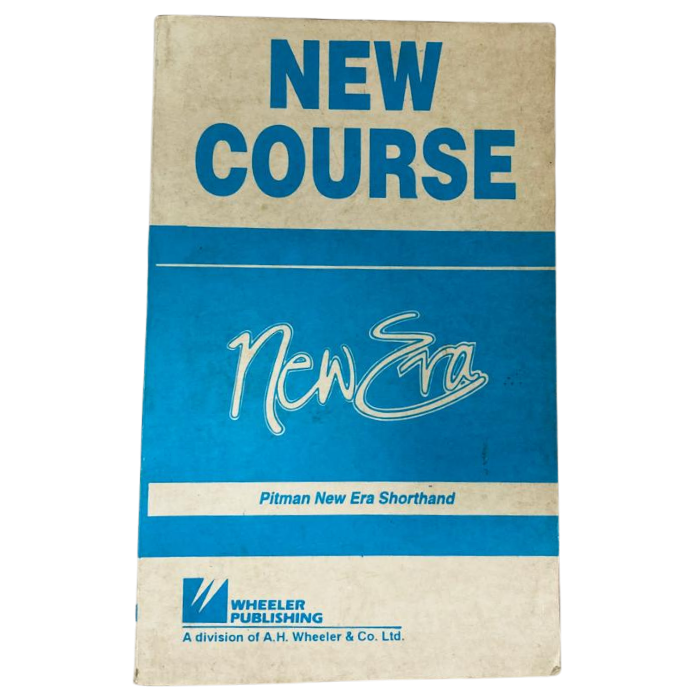 NEW
COURSE
New Era
Pitman New Era Shorthand
WHEELER
PUBLISHING
A division of A.H. Wheeler & Co. Ltd.